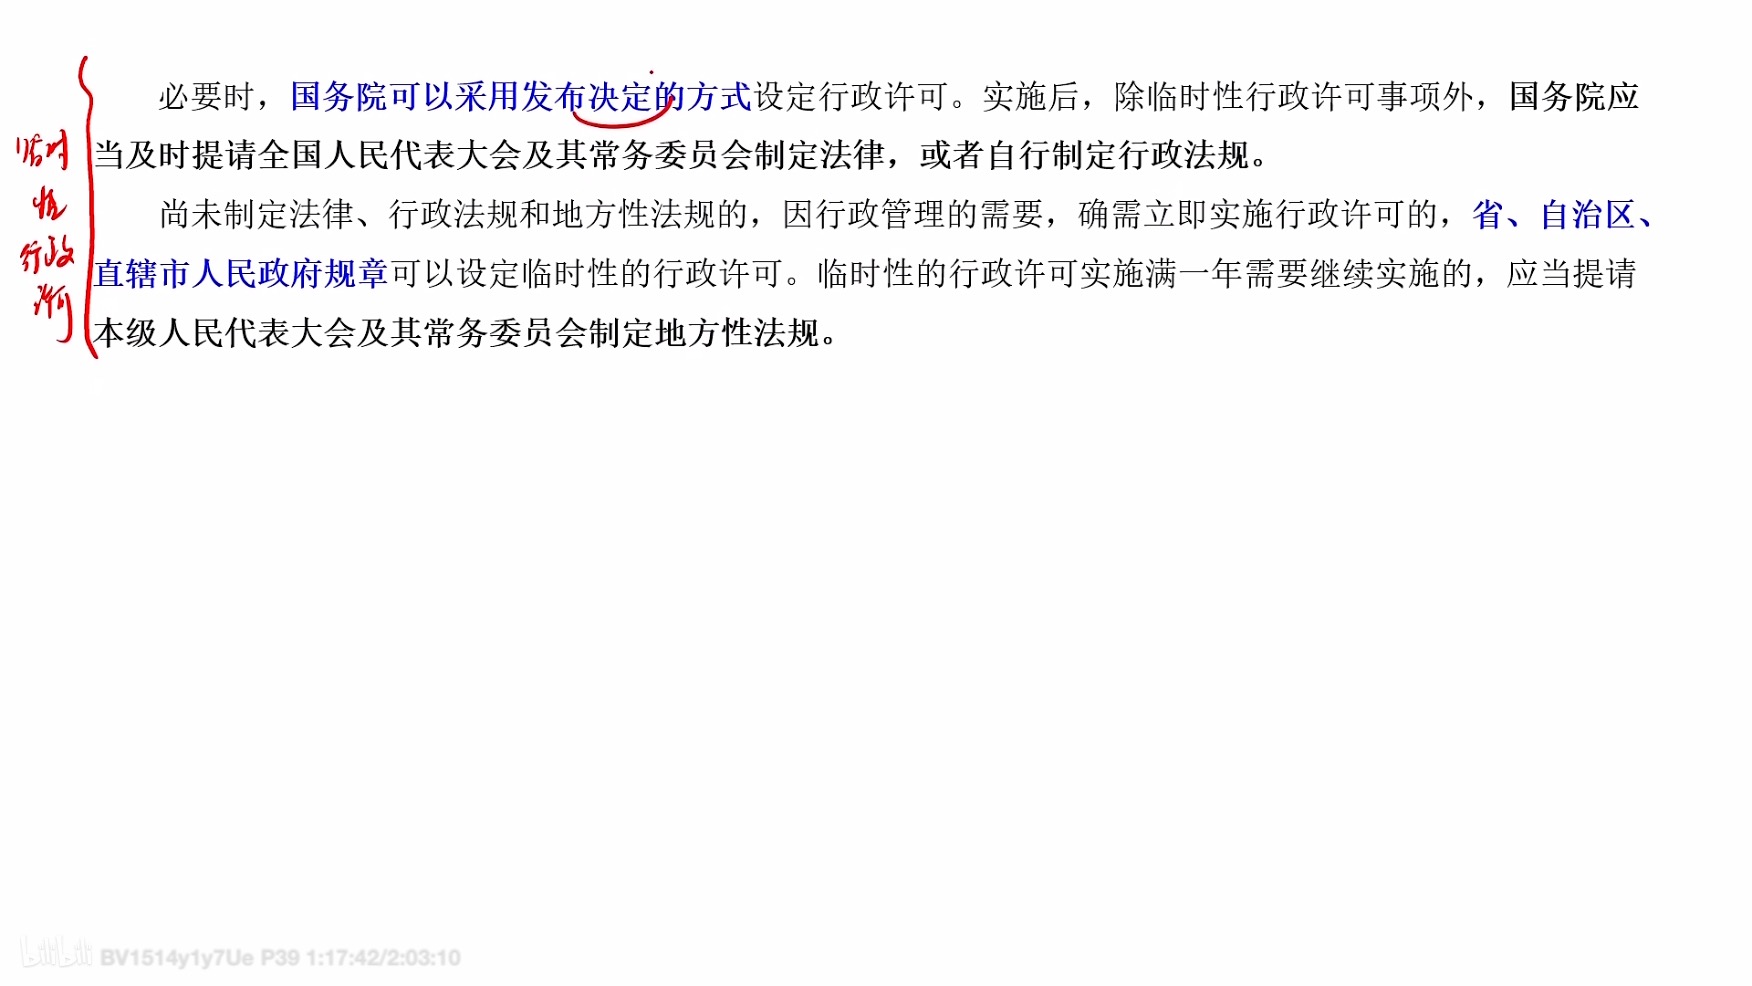 必要时，国务院可以采用发布决定的方式设定行政许可。实施后，除临时性行政许可事项外，国务院应
当及时提请全国人民代表大会及其常务委员会制定法律，或者自行制定行政法规。
尚未制定法律、行政法规和地方性法规的，因行政管理的需要，确需立即实施行政许可的，省、自治区、
直辖市人民政府规章可以设定临时性的行政许可。临时性的行政许可实施满一年需要继续实施的，应当提请
本级人民代表大会及其常务委员会制定地方性法规。
临时
性
行政
许可
bilibili BV1514y1y7Ue P39 1:17:42/2:03:10